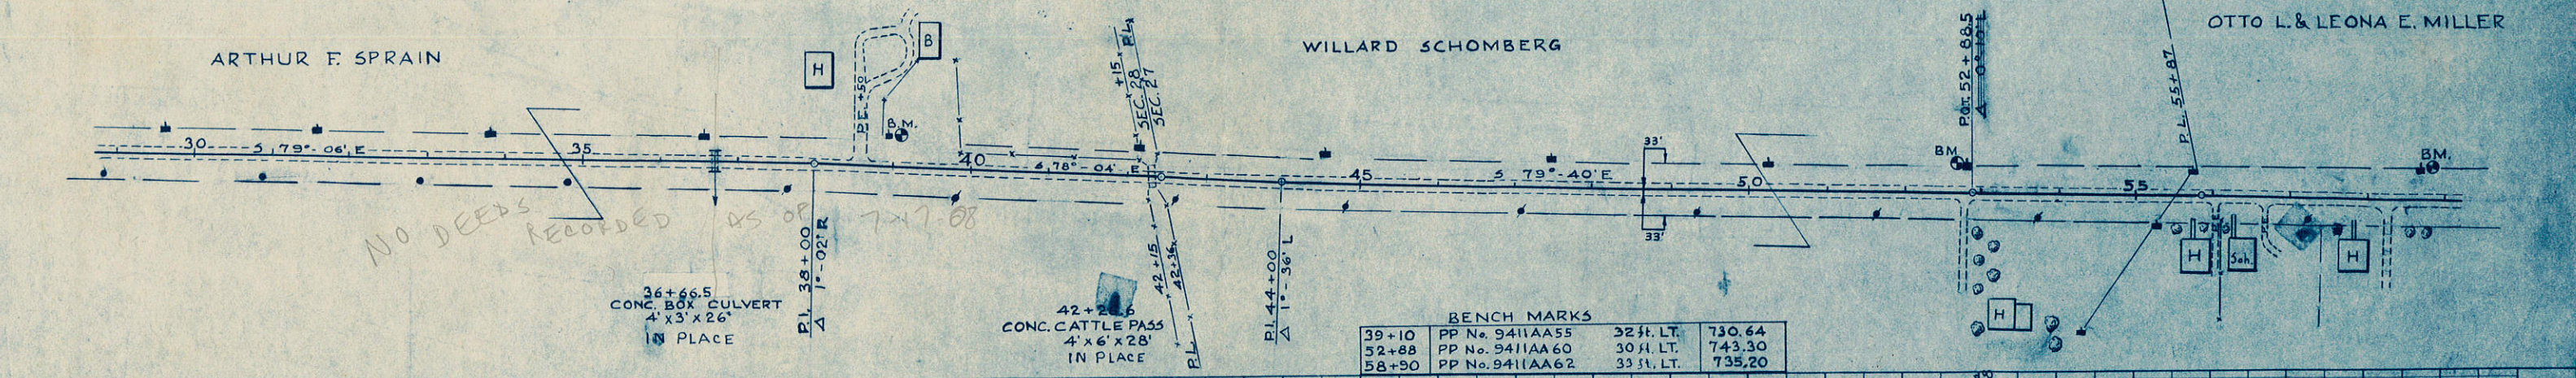 ARTHUR F. SPRAIN
WILLARD SCHOMBERG
OTTO L. & LEONA E. MILLER
H
B
P.E. +50
B.M.
+15
P.L.
SEC. 28
SEC. 27
P.O.T. 52+88.5
Δ 0°-10' L
P.L. 55+87
30
S 79°-06' E
35
40
S 78°-04' E
45
S 79°-40' E
50
55
33'
33'
BM
BM.
NO DEEDS RECORDED AS OF 7-17-08
P.I. 38+00
Δ 1°-02' R
42+15
42+36
P.L.
P.I. 44+00
Δ 1°-36' L
H
Sch.
H
H
36+66.5
CONC. BOX CULVERT
4' x 3' x 26'
IN PLACE
CONC. CATTLE PASS
4' x 6' x 28'
IN PLACE
BENCH MARKS
39+10 PP No. 9411AA55 32 ft. LT. 730.64
52+88 PP No. 9411AA60 30 ft. LT. 743.30
58+90 PP No. 9411AA62 33 ft. LT. 735.20